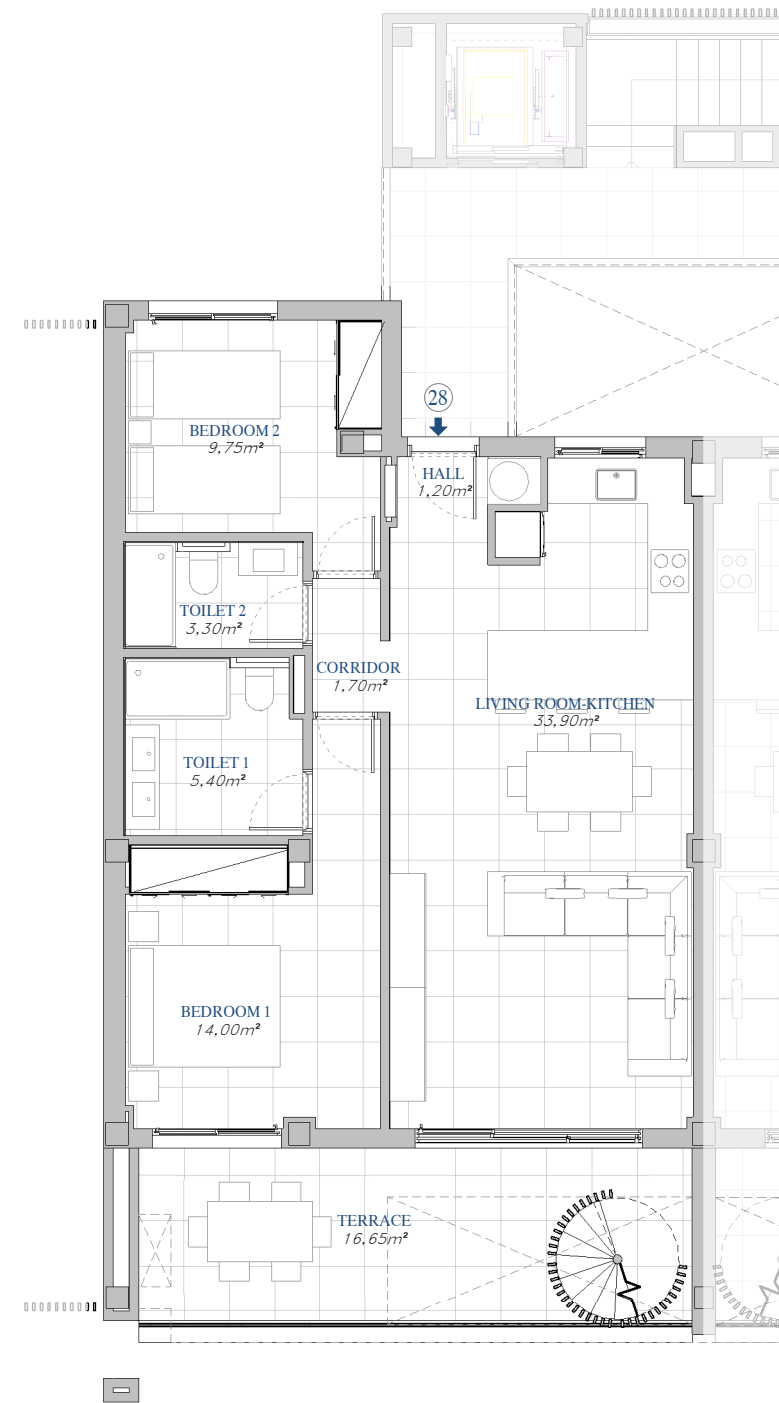 28
BEDROOM 2
9,75m²
HALL
1,20m²
TOILET 2
3,30m²
CORRIDOR
1,70m²
LIVING ROOM-KITCHEN
33,90m²
TOILET 1
5,40m²
BEDROOM 1
14,00m²
TERRACE
16,65m²